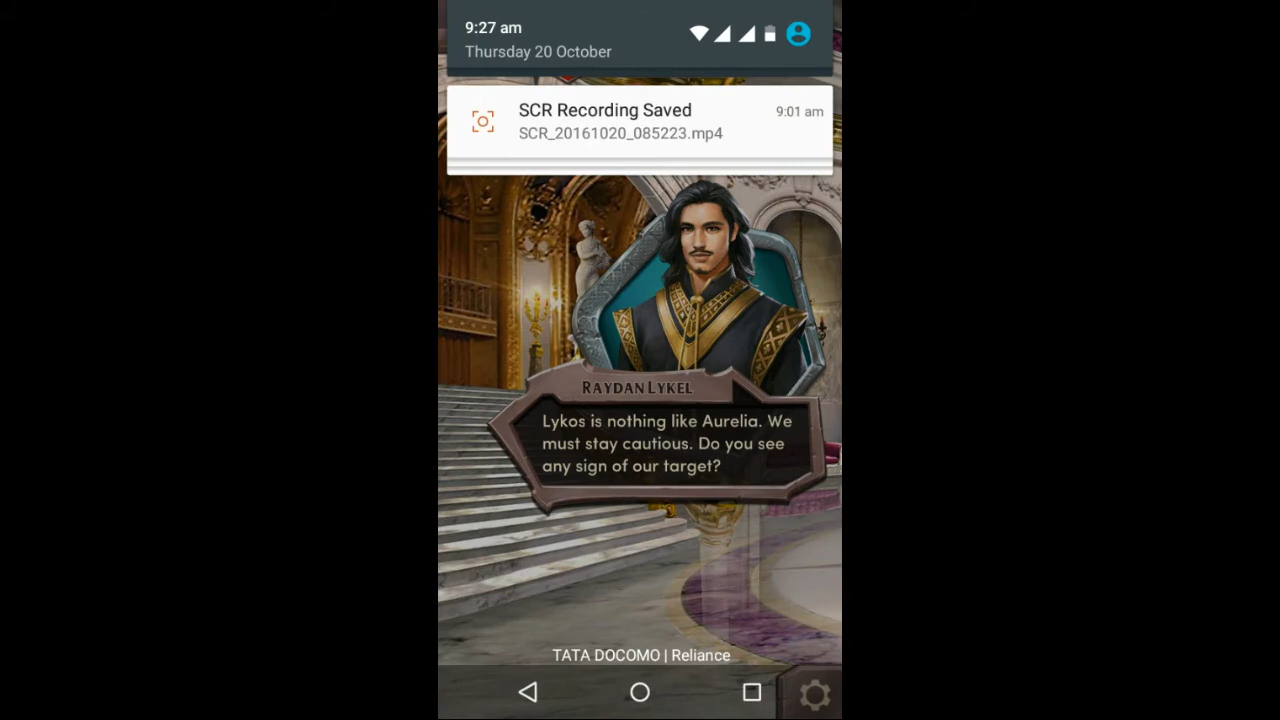 9:27 am
Thursday 20 October
SCR Recording Saved 9:01 am
SCR_20161020_085223.mp4
RAYDAN LYKEL
Lykos is nothing like Aurelia. We
must stay cautious. Do you see
any sign of our target?
TATA DOCOMO | Reliance